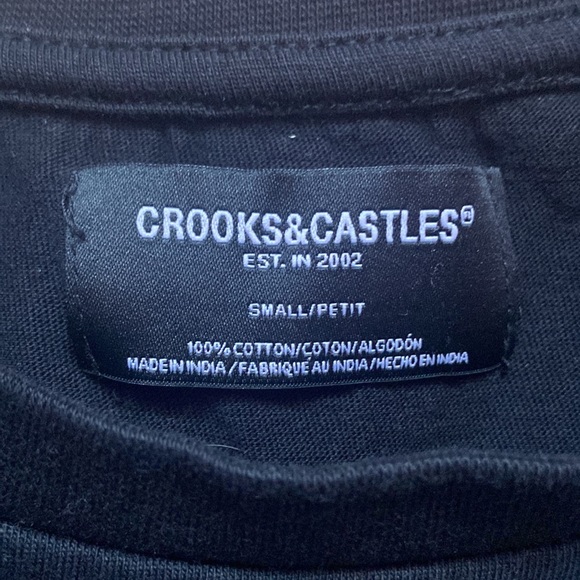 CROOKS&CASTLES®
EST. IN 2002
SMALL/PETIT
100% COTTON/COTON/ALGODÓN
MADE IN INDIA/FABRIQUÉ AU INDIA/HECHO EN INDIA